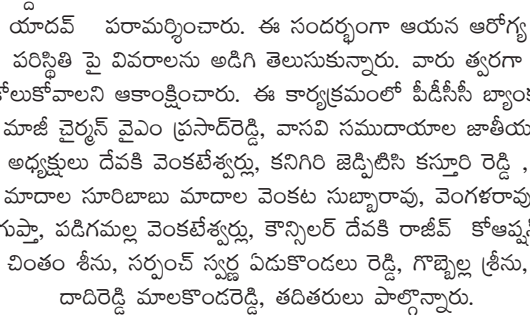 యాదవ్ పరామర్శించారు. ఈ సందర్భంగా ఆయన ఆరోగ్య
పరిస్థితి పై వివరాలను అడిగి తెలుసుకున్నారు. వారు త్వరగా
కోలుకోవాలని ఆకాంక్షించారు. ఈ కార్యక్రమంలో పీడీసీసీ బ్యాంక్
మాజీ చైర్మన్ వైఎం ప్రసాద్‌రెడ్డి, వాసవి సముదాయాల జాతీయ
అధ్యక్షులు దేవకి వెంకటేశ్వర్లు, కనిగిరి జెడ్పిటిసి కస్తూరి రెడ్డి ,
మాదాల సూరిబాబు మాదాల వెంకట సుబ్బారావు, వెంగళరావు
గుప్తా, పడిగమల్ల వెంకటేశ్వర్లు, కౌన్సిలర్ దేవకి రాజీవ్ కోఆప్షన్
చింతం శీను, సర్పంచ్ స్వర్ణ ఏడుకొండలు రెడ్డి, గొబ్బెల్ల శ్రీను,
దాదిరెడ్డి మాలకొండరెడ్డి, తదితరులు పాల్గొన్నారు.